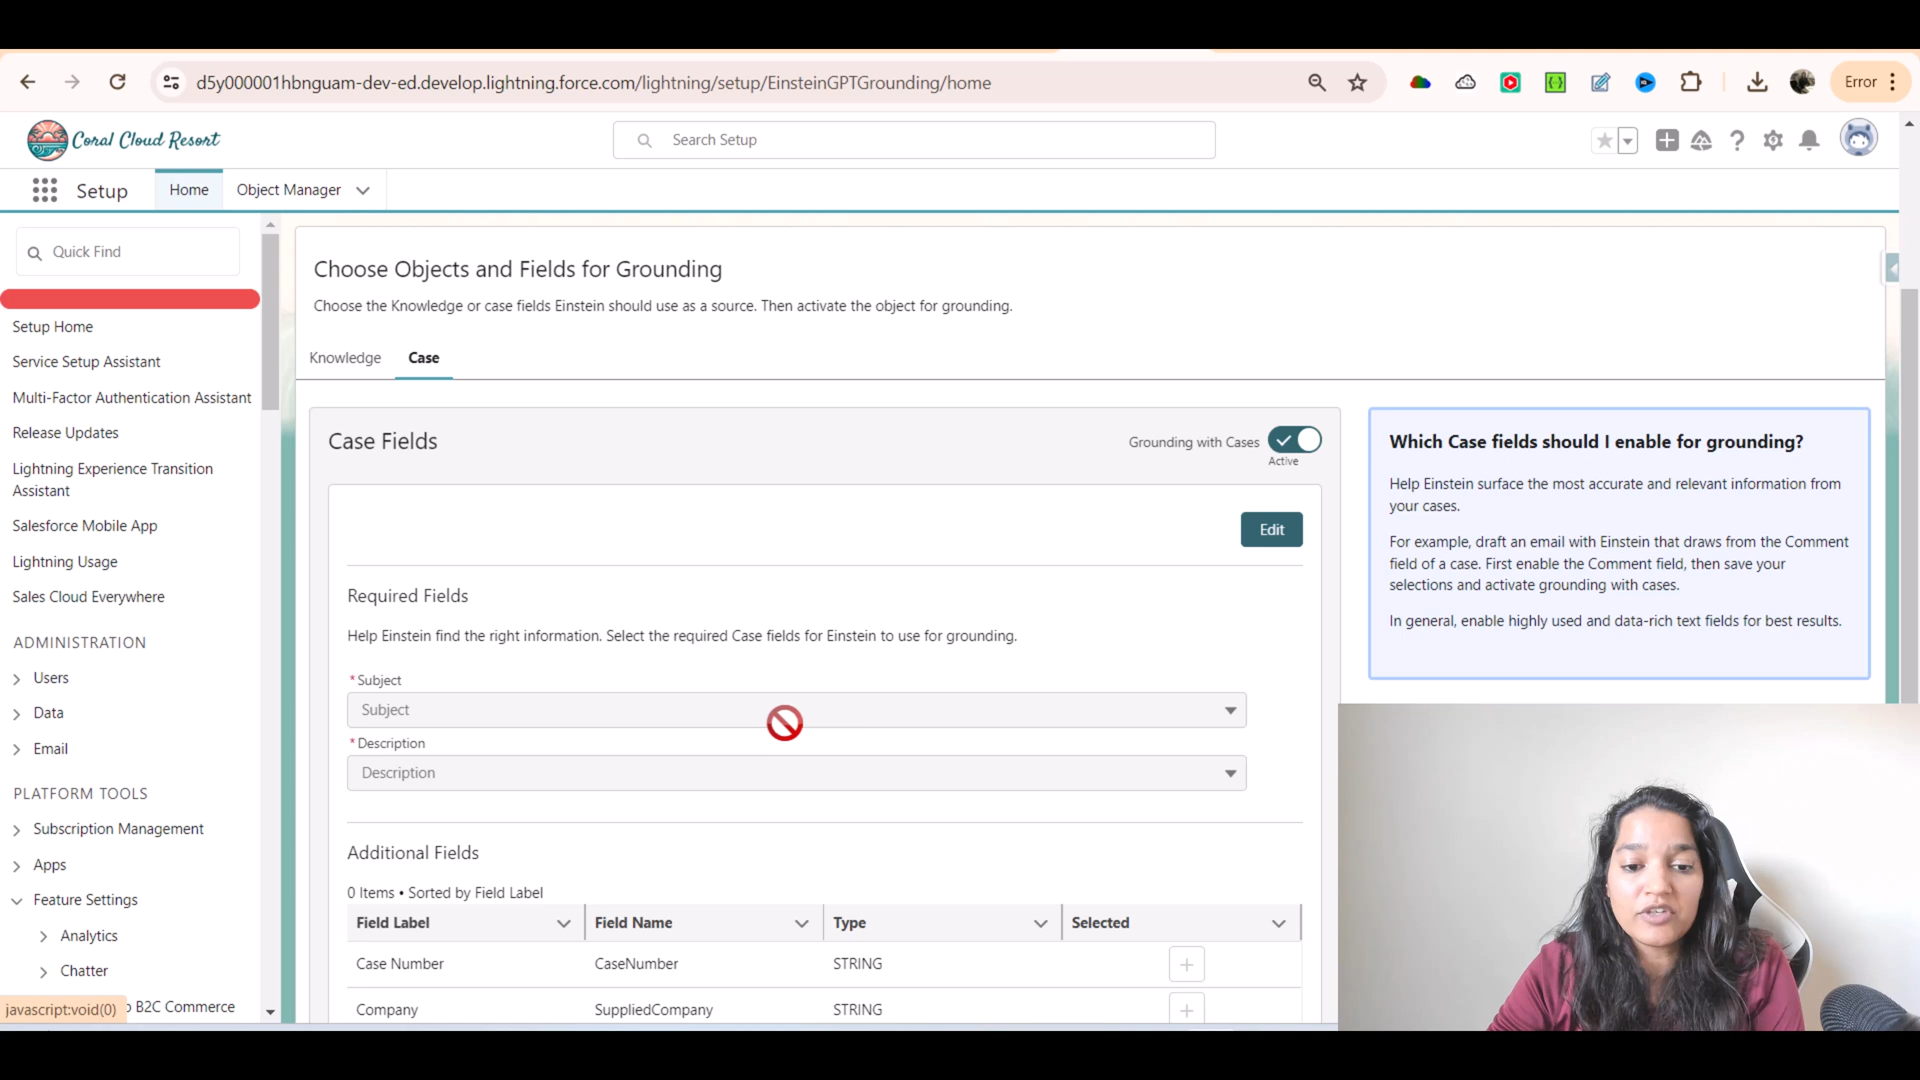 d5y000001hbnguam-dev-ed.develop.lightning.force.com/lightning/setup/EinsteinGPTGrounding/home
Error
Coral Cloud Resort
Search Setup
Setup
Home
Object Manager
Quick Find
Setup Home
Service Setup Assistant
Multi-Factor Authentication Assistant
Release Updates
Lightning Experience Transition
Assistant
Salesforce Mobile App
Lightning Usage
Sales Cloud Everywhere
ADMINISTRATION
Users
Data
Email
PLATFORM TOOLS
Subscription Management
Apps
Feature Settings
Analytics
Chatter
B2C Commerce
javascript:void(0)
Choose Objects and Fields for Grounding
Choose the Knowledge or case fields Einstein should use as a source. Then activate the object for grounding.
Knowledge
Case
Case Fields
Grounding with Cases
Active
Edit
Required Fields
Help Einstein find the right information. Select the required Case fields for Einstein to use for grounding.
*Subject
Subject
*Description
Description
Additional Fields
0 Items • Sorted by Field Label
Field Label Field Name Type Selected
Case Number CaseNumber STRING
Company SuppliedCompany STRING
Which Case fields should I enable for grounding?
Help Einstein surface the most accurate and relevant information from
your cases.
For example, draft an email with Einstein that draws from the Comment
field of a case. First enable the Comment field, then save your
selections and activate grounding with cases.
In general, enable highly used and data-rich text fields for best results.